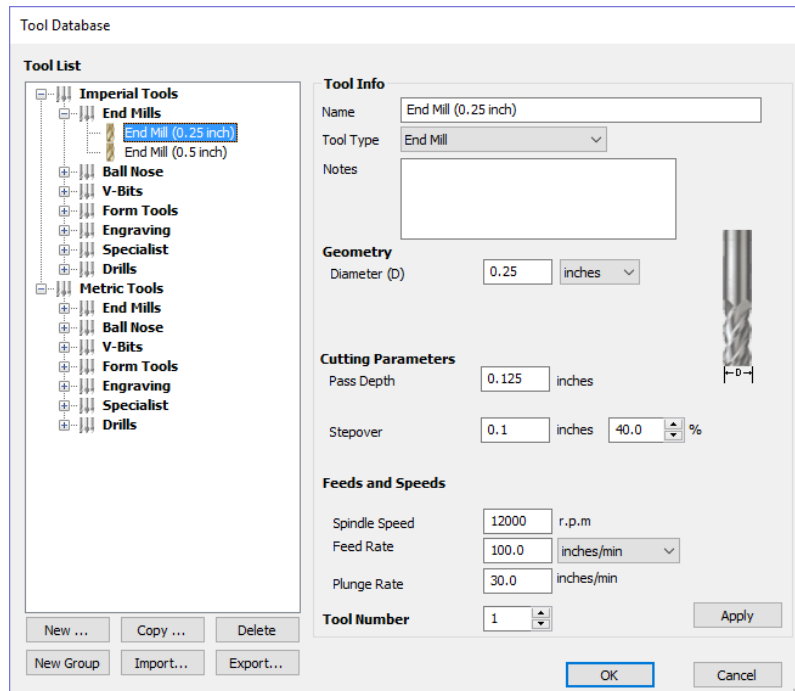 Tool Database
Tool List
Imperial Tools
End Mills
End Mill (0.25 inch)
End Mill (0.5 inch)
Ball Nose
V-Bits
Form Tools
Engraving
Specialist
Drills
Metric Tools
End Mills
Ball Nose
V-Bits
Form Tools
Engraving
Specialist
Drills
New ... Copy ... Delete
New Group Import... Export...
Tool Info
Name End Mill (0.25 inch)
Tool Type End Mill
Notes
Geometry
Diameter (D) 0.25 inches
D
Cutting Parameters
Pass Depth 0.125 inches
Stepover 0.1 inches 40.0 %
Feeds and Speeds
Spindle Speed 12000 r.p.m
Feed Rate 100.0 inches/min
Plunge Rate 30.0 inches/min
Tool Number 1
Apply
OK Cancel